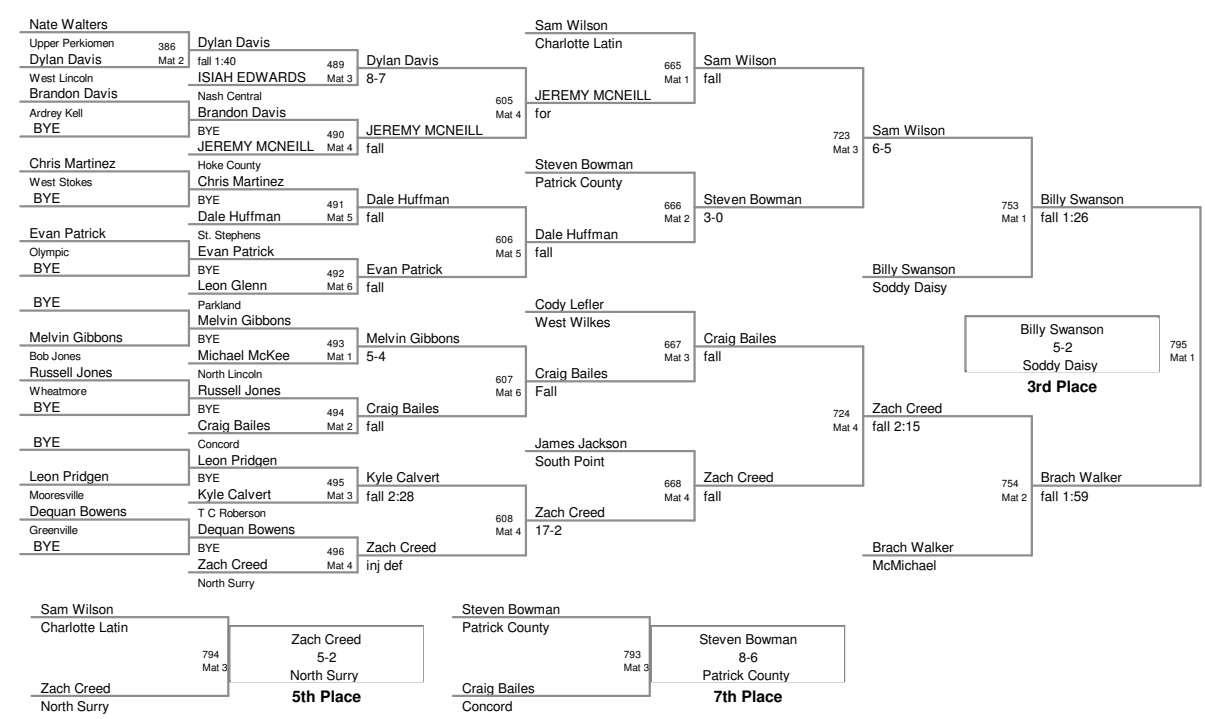 Nate Walters
Upper Perkiomen
386
Mat 2
Dylan Davis
West Lincoln
Brandon Davis
Ardrey Kell
BYE
Chris Martinez
West Stokes
BYE
Evan Patrick
Olympic
BYE
BYE
Melvin Gibbons
Bob Jones
Russell Jones
Wheatmore
BYE
BYE
Leon Pridgen
Mooresville
Dequan Bowens
Greenville
BYE
Dylan Davis
fall 1:40
489
Mat 3
ISIAH EDWARDS
Nash Central
Brandon Davis
BYE
490
Mat 4
JEREMY MCNEILL
Hoke County
Chris Martinez
BYE
491
Mat 5
Dale Huffman
St. Stephens
Evan Patrick
BYE
492
Mat 6
Leon Glenn
Parkland
Melvin Gibbons
BYE
493
Mat 1
Michael McKee
North Lincoln
Russell Jones
BYE
494
Mat 2
Craig Bailes
Concord
Leon Pridgen
BYE
495
Mat 3
Kyle Calvert
T C Roberson
Dequan Bowens
BYE
496
Mat 4
Zach Creed
North Surry
Dylan Davis
8-7
605
Mat 4
JEREMY MCNEILL
fall
Dale Huffman
fall
606
Mat 5
Evan Patrick
fall
Melvin Gibbons
5-4
607
Mat 6
Craig Bailes
fall
Kyle Calvert
fall 2:28
608
Mat 4
Zach Creed
inj def
Sam Wilson
Charlotte Latin
665
Mat 1
JEREMY MCNEILL
for
Steven Bowman
Patrick County
666
Mat 2
Dale Huffman
fall
Cody Lefler
West Wilkes
667
Mat 3
Craig Bailes
Fall
James Jackson
South Point
668
Mat 4
Zach Creed
17-2
Sam Wilson
fall
723
Mat 3
Steven Bowman
3-0
Craig Bailes
fall
724
Mat 4
Zach Creed
fall
Sam Wilson
6-5
753
Mat 1
Billy Swanson
Soddy Daisy
Zach Creed
fall 2:15
754
Mat 2
Brach Walker
McMichael
Billy Swanson
fall 1:26
795
Mat 1
Brach Walker
fall 1:59
Billy Swanson
5-2
Soddy Daisy
3rd Place
Sam Wilson
Charlotte Latin
794
Mat 3
Zach Creed
North Surry
Zach Creed
5-2
North Surry
5th Place
Steven Bowman
Patrick County
793
Mat 3
Craig Bailes
Concord
Steven Bowman
8-6
Patrick County
7th Place